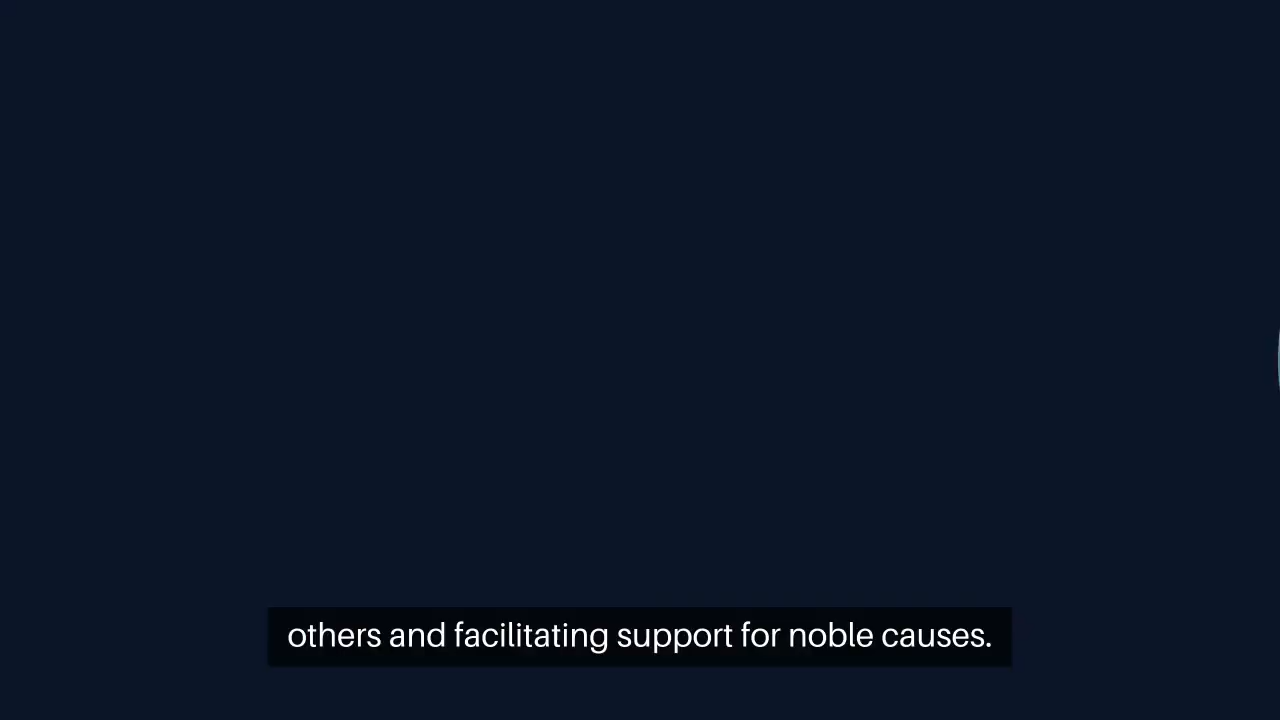 others and facilitating support for noble causes.